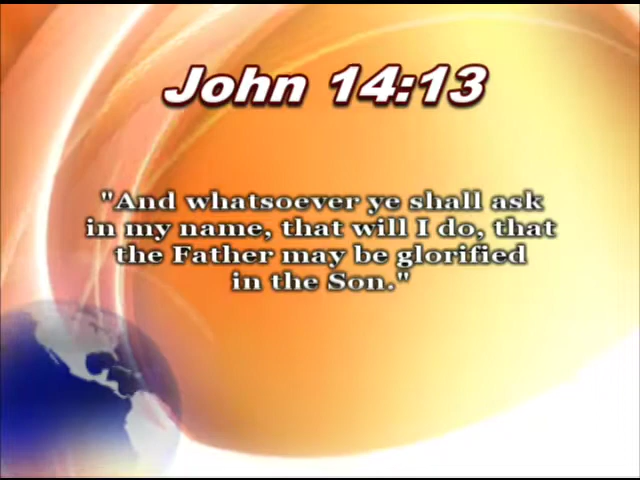 John 14:13
"And whatsoever ye shall ask
in my name, that will I do, that
the Father may be glorified
in the Son."